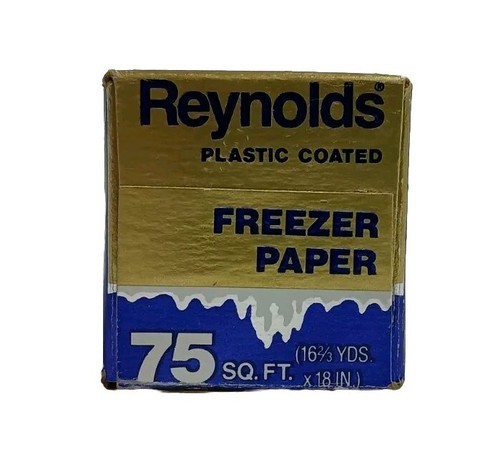 Reynolds®
PLASTIC COATED
FREEZER
PAPER
75 SQ. FT. (16⅔ YDS.
x 18 IN.)